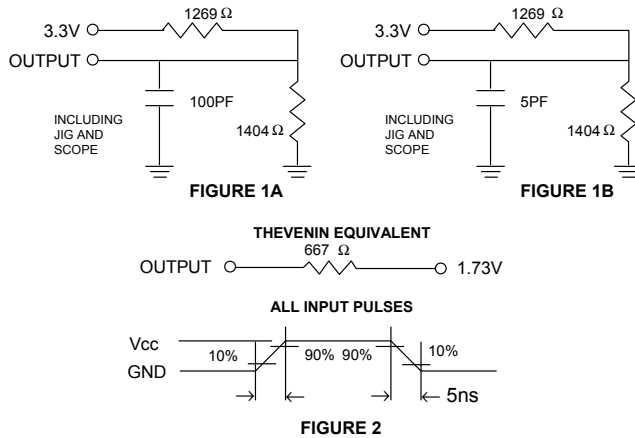 1269 Ω
3.3V
OUTPUT
100PF
INCLUDING
JIG AND
SCOPE
1404 Ω
FIGURE 1A
1269 Ω
3.3V
OUTPUT
5PF
INCLUDING
JIG AND
SCOPE
1404 Ω
FIGURE 1B
THEVENIN EQUIVALENT
667 Ω
OUTPUT 1.73V
ALL INPUT PULSES
Vcc
10% 90% 90% 10%
GND
5ns
FIGURE 2